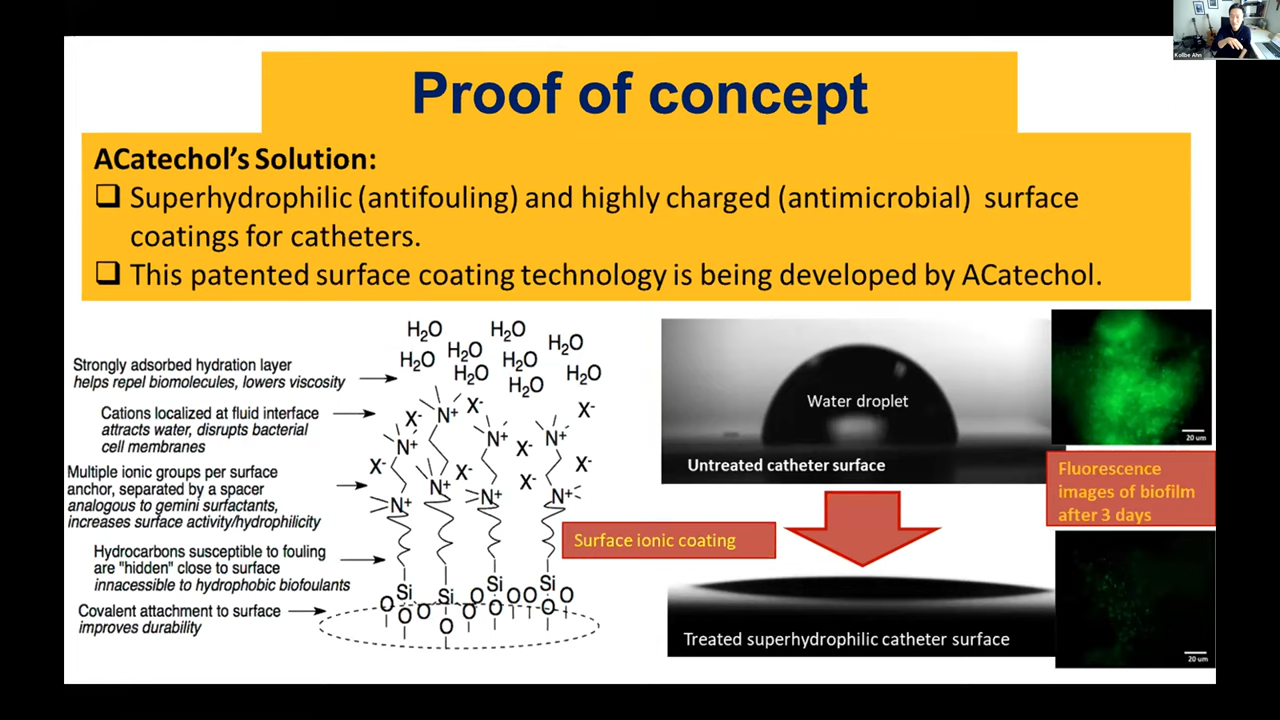 Proof of concept
ACatechol's Solution:
Superhydrophilic (antifouling) and highly charged (antimicrobial) surface
coatings for catheters.
This patented surface coating technology is being developed by ACatechol.
Strongly adsorbed hydration layer
helps repel biomolecules, lowers viscosity
Cations localized at fluid interface
attracts water, disrupts bacterial
cell membranes
Multiple ionic groups per surface
anchor, separated by a spacer
analogous to gemini surfactants,
increases surface activity/hydrophilicity
Hydrocarbons susceptible to fouling
are "hidden" close to surface
innacessible to hydrophobic biofoulants
Covalent attachment to surface
improves durability
H₂O H₂O
H₂O H₂O H₂O H₂O
H₂O H₂O H₂O
X⁻ N⁺ X⁻ X⁻
N⁺ N⁺ X⁻ N⁺
X⁻ N⁺ X⁻ X⁻ X⁻
N⁺ N⁺ N⁺
Si Si Si Si
O O O O O O
O O O O O
Water droplet
Untreated catheter surface
Surface ionic coating
Treated superhydrophilic catheter surface
20 um
Fluorescence
images of biofilm
after 3 days
20 um
Kollbe Ahn